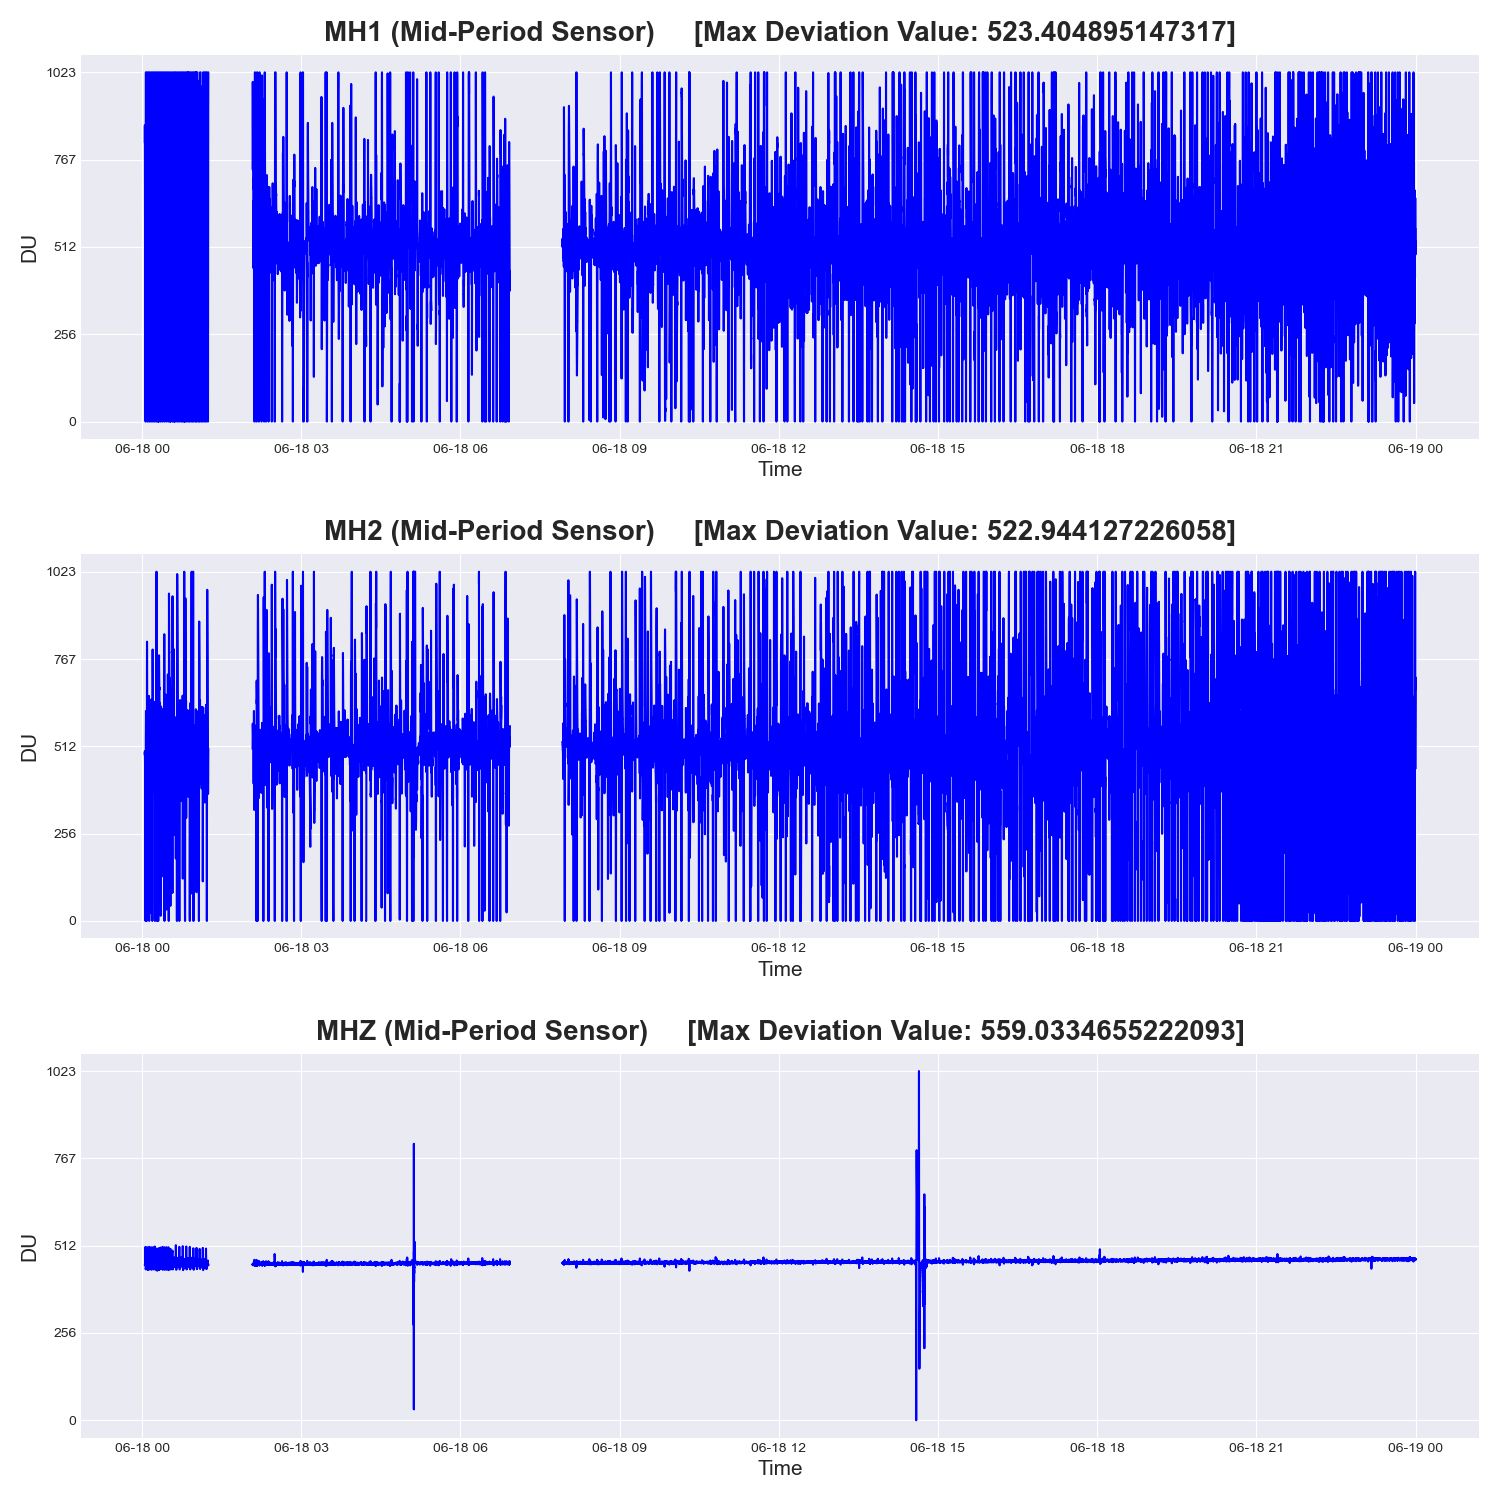 MH1 (Mid-Period Sensor) [Max Deviation Value: 523.404895147317]
1023
767
512
256
0
DU
06-18 00 06-18 03 06-18 06 06-18 09 06-18 12 06-18 15 06-18 18 06-18 21 06-19 00
Time
MH2 (Mid-Period Sensor) [Max Deviation Value: 522.944127226058]
1023
767
512
256
0
DU
06-18 00 06-18 03 06-18 06 06-18 09 06-18 12 06-18 15 06-18 18 06-18 21 06-19 00
Time
MHZ (Mid-Period Sensor) [Max Deviation Value: 559.0334655222093]
1023
767
512
256
0
DU
06-18 00 06-18 03 06-18 06 06-18 09 06-18 12 06-18 15 06-18 18 06-18 21 06-19 00
Time